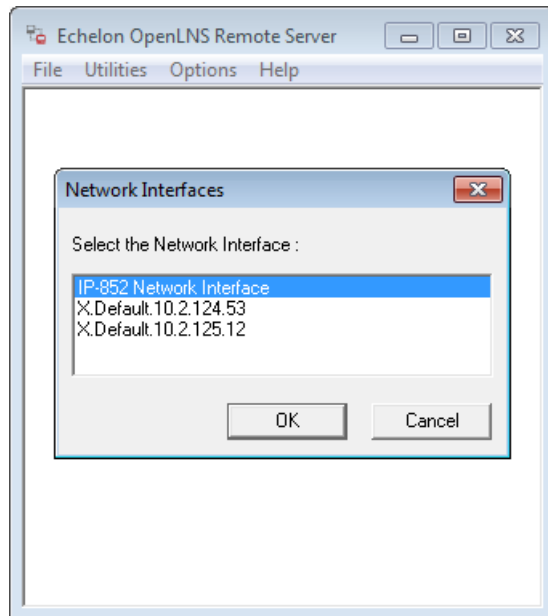 Echelon OpenLNS Remote Server
File Utilities Options Help
Network Interfaces
Select the Network Interface :
IP-852 Network Interface
X.Default.10.2.124.53
X.Default.10.2.125.12
OK Cancel